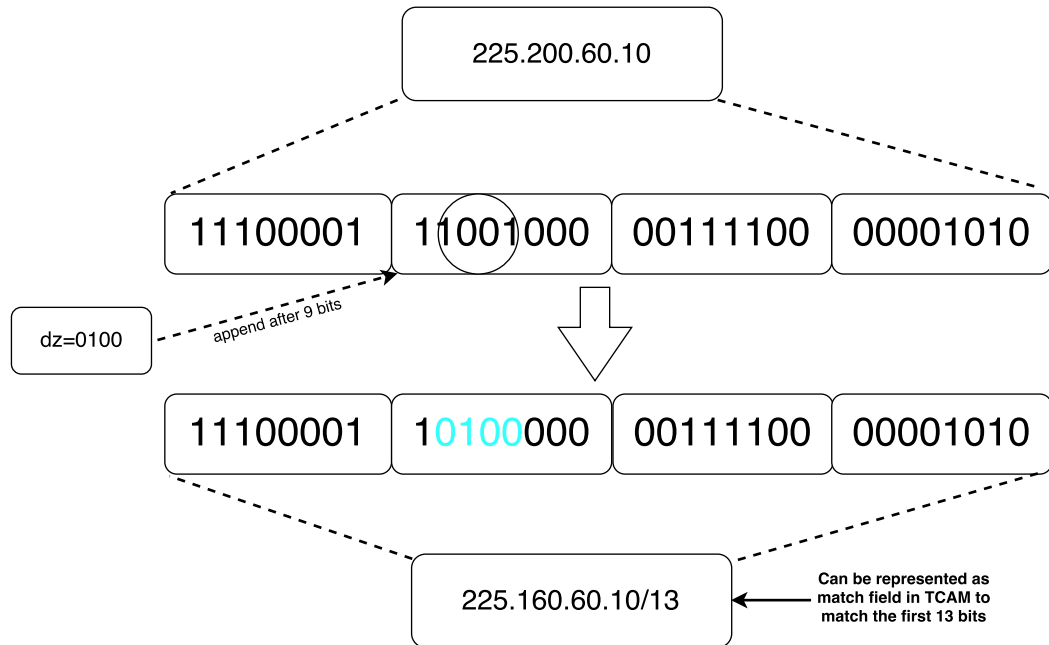 225.200.60.10
11100001 11001000 00111100 00001010
append after 9 bits
dz=0100
11100001 10100000 00111100 00001010
225.160.60.10/13
Can be represented as
match field in TCAM to
match the first 13 bits